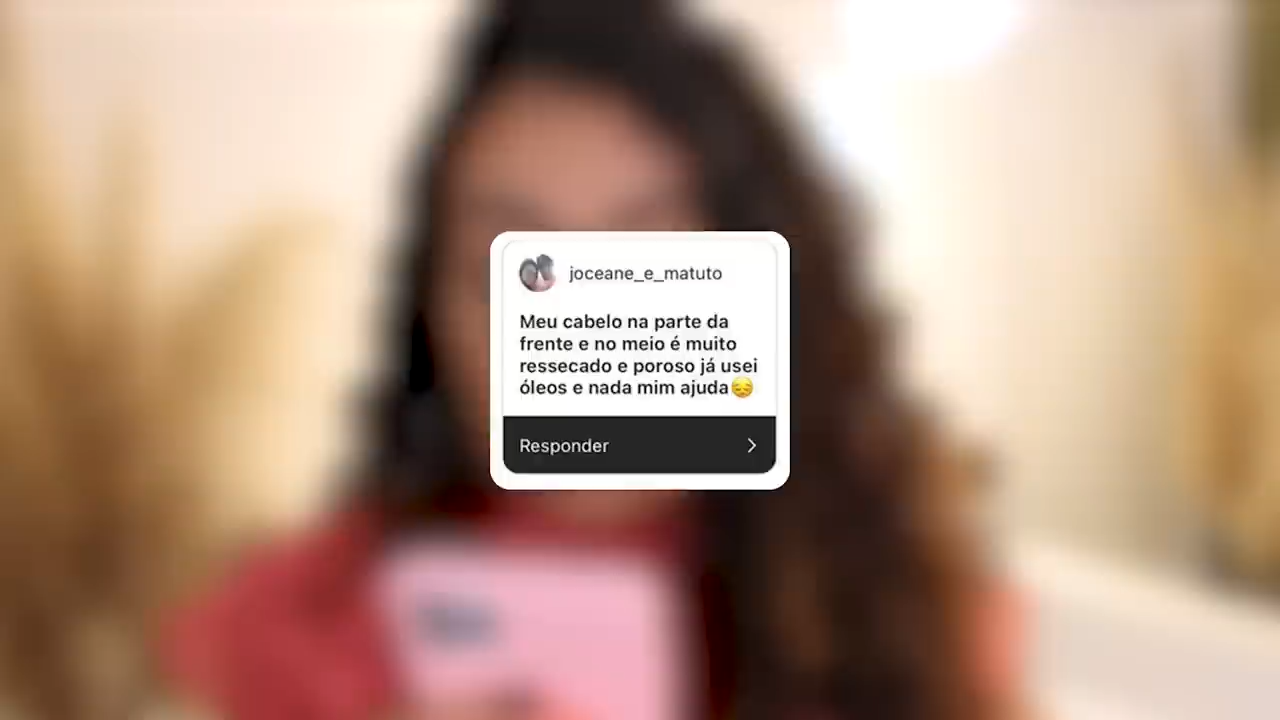 joceane_e_matuto
Meu cabelo na parte da
frente e no meio é muito
ressecado e poroso já usei
óleos e nada mim ajuda😔
Responder